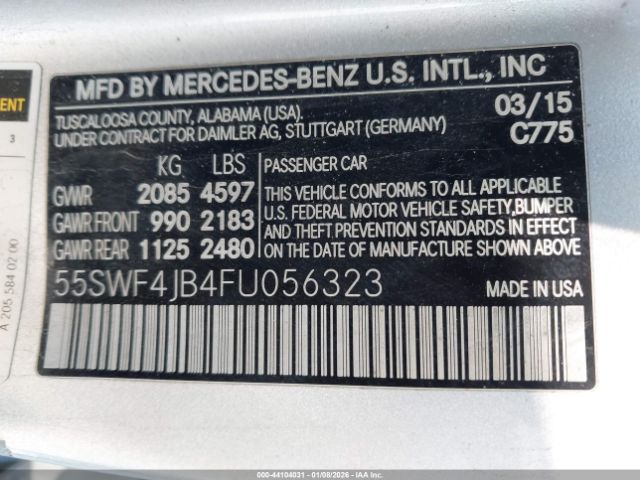 MFD BY MERCEDES-BENZ U.S. INTL., INC
TUSCALOOSA COUNTY, ALABAMA (USA).
UNDER CONTRACT FOR DAIMLER AG, STUTTGART (GERMANY)
03/15
C775
KG LBS
GVWR 2085 4597
GAWR FRONT 990 2183
GAWR REAR 1125 2480
PASSENGER CAR
THIS VEHICLE CONFORMS TO ALL APPLICABLE
U.S. FEDERAL MOTOR VEHICLE SAFETY,BUMPER
AND THEFT.PREVENTION STANDARDS IN EFFECT
ON THE DATE OF MANUFACTURE SHOWN ABOVE.
55SWF4JB4FU056323
MADE IN USA
ENT
3
A 205 584 02 00
000-44104031 - 01/08/2026 - IAAI.COM